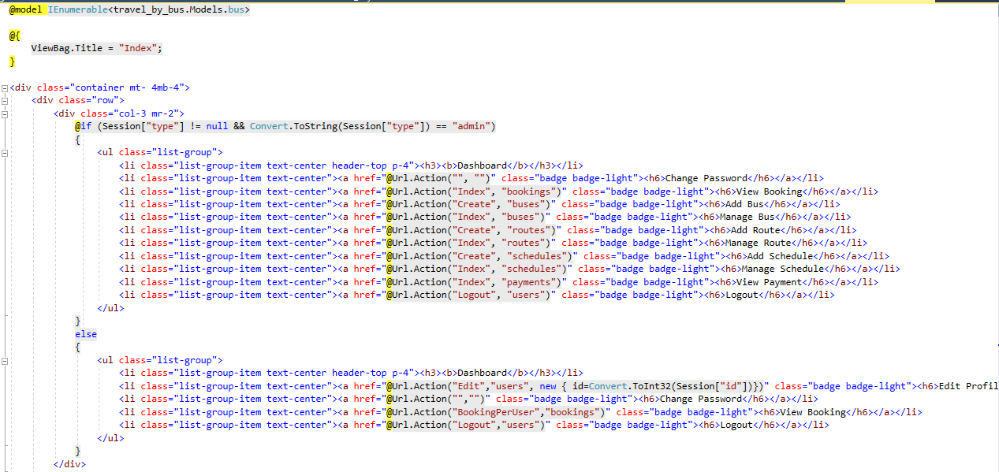 @model IEnumerable<travel_by_bus.Models.bus>
@{
ViewBag.Title = "Index";
}
<div class="container mt- 4mb-4">
<div class="row">
<div class="col-3 mr-2">
@if (Session["type"] != null && Convert.ToString(Session["type"]) == "admin")
{
<ul class="list-group">
<li class="list-group-item text-center header-top p-4"><h3><b>Dashboard</b></h3></li>
<li class="list-group-item text-center"><a href="@Url.Action("", "")" class="badge badge-light"><h6>Change Password</h6></a></li>
<li class="list-group-item text-center"><a href="@Url.Action("Index", "bookings")" class="badge badge-light"><h6>View Booking</h6></a></li>
<li class="list-group-item text-center"><a href="@Url.Action("Create", "buses")" class="badge badge-light"><h6>Add Bus</h6></a></li>
<li class="list-group-item text-center"><a href="@Url.Action("Index", "buses")" class="badge badge-light"><h6>Manage Bus</h6></a></li>
<li class="list-group-item text-center"><a href="@Url.Action("Create", "routes")" class="badge badge-light"><h6>Add Route</h6></a></li>
<li class="list-group-item text-center"><a href="@Url.Action("Index", "routes")" class="badge badge-light"><h6>Manage Route</h6></a></li>
<li class="list-group-item text-center"><a href="@Url.Action("Create", "schedules")" class="badge badge-light"><h6>Add Schedule</h6></a></li>
<li class="list-group-item text-center"><a href="@Url.Action("Index", "schedules")" class="badge badge-light"><h6>Manage Schedule</h6></a></li>
<li class="list-group-item text-center"><a href="@Url.Action("Index", "payments")" class="badge badge-light"><h6>View Payment</h6></a></li>
<li class="list-group-item text-center"><a href="@Url.Action("Logout", "users")" class="badge badge-light"><h6>Logout</h6></a></li>
</ul>
}
else
{
<ul class="list-group">
<li class="list-group-item text-center header-top p-4"><h3><b>Dashboard</b></h3></li>
<li class="list-group-item text-center"><a href="@Url.Action("Edit","users", new { id=Convert.ToInt32(Session["id"])})" class="badge badge-light"><h6>Edit Profil
<li class="list-group-item text-center"><a href="@Url.Action("","")" class="badge badge-light"><h6>Change Password</h6></a></li>
<li class="list-group-item text-center"><a href="@Url.Action("BookingPerUser","bookings")" class="badge badge-light"><h6>View Booking</h6></a></li>
<li class="list-group-item text-center"><a href="@Url.Action("Logout","users")" class="badge badge-light"><h6>Logout</h6></a></li>
</ul>
}
</div>